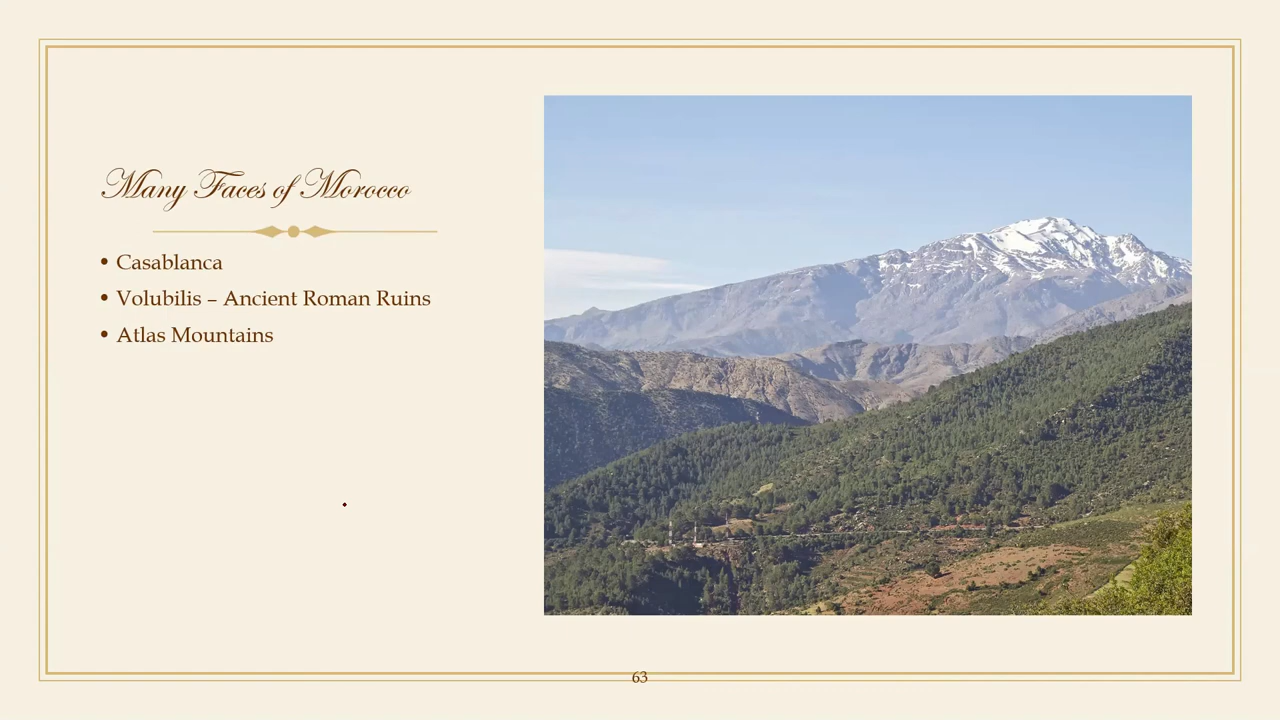 Many Faces of Morocco
• Casablanca
• Volubilis – Ancient Roman Ruins
• Atlas Mountains
63